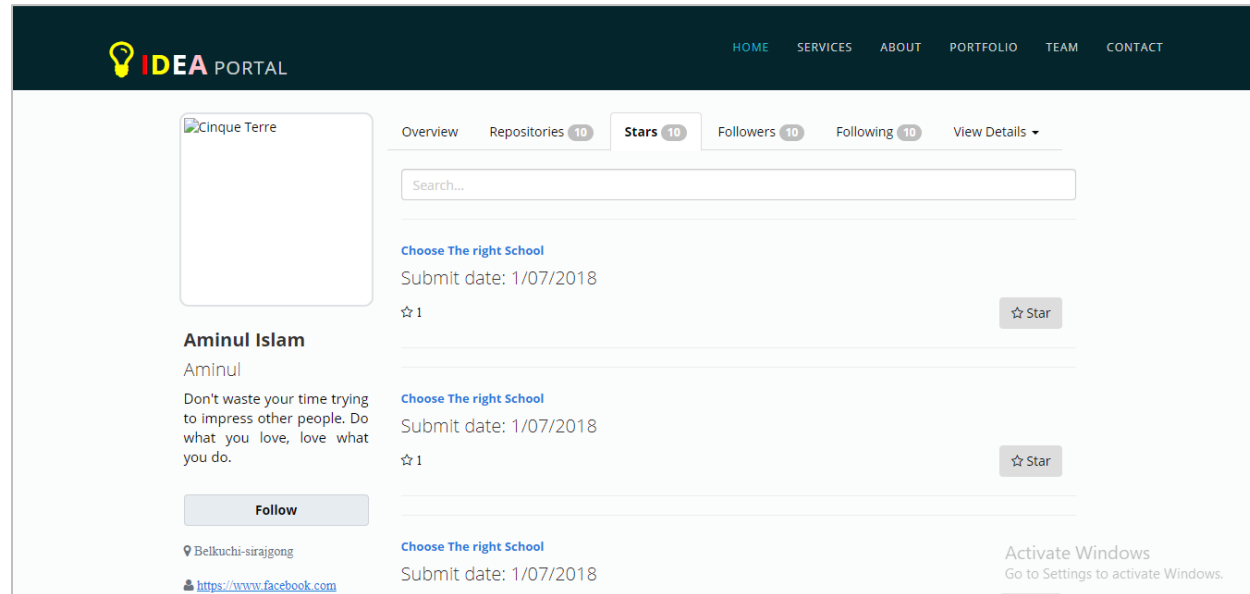 IDEA PORTAL
HOME SERVICES ABOUT PORTFOLIO TEAM CONTACT
Cinque Terre
Aminul Islam
Aminul
Don't waste your time trying
to impress other people. Do
what you love, love what
you do.
Follow
Belkuchi-sirajgong
https://www.facebook.com
Overview Repositories 10 Stars 10 Followers 10 Following 10 View Details
Search...
Choose The right School
Submit date: 1/07/2018
1
Star
Choose The right School
Submit date: 1/07/2018
1
Star
Choose The right School
Submit date: 1/07/2018
Activate Windows
Go to Settings to activate Windows.